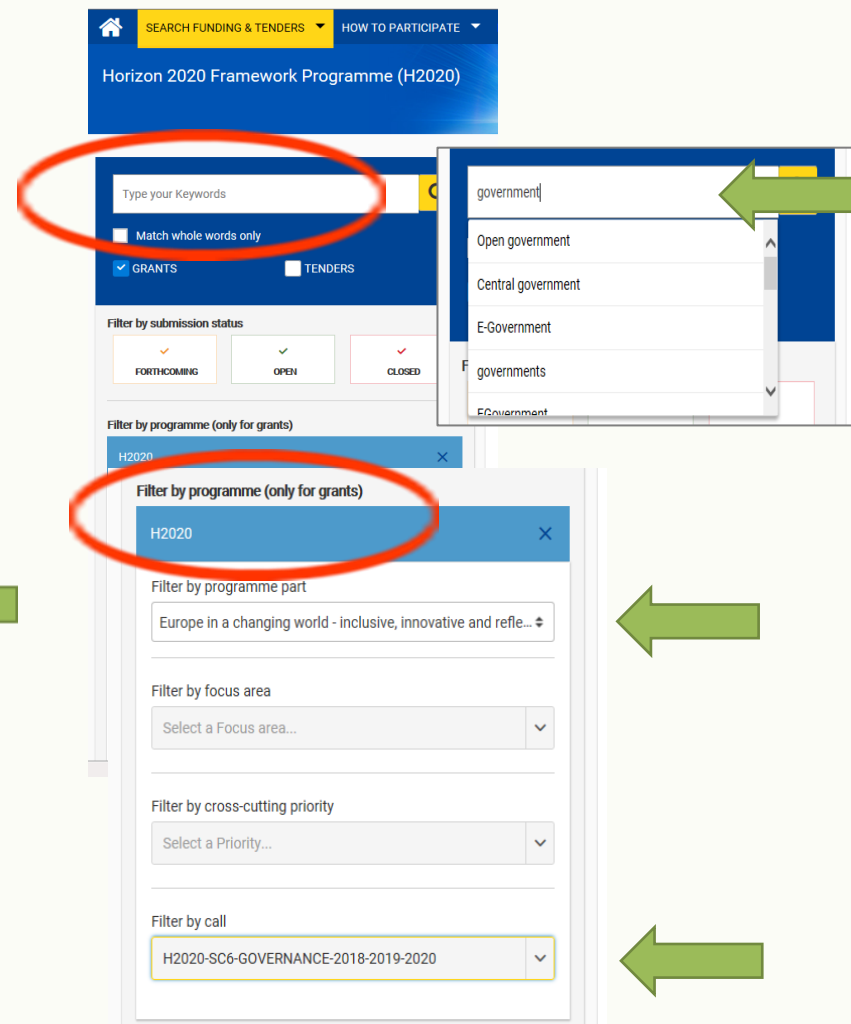 SEARCH FUNDING & TENDERS HOW TO PARTICIPATE
Horizon 2020 Framework Programme (H2020)
Type your Keywords
Match whole words only
GRANTS TENDERS
Filter by submission status
FORTHCOMING OPEN CLOSED
Filter by programme (only for grants)
H2020
government
Open government
Central government
E-Government
governments
EGovernment
F
Filter by programme (only for grants)
H2020
Filter by programme part
Europe in a changing world - inclusive, innovative and refle...
Filter by focus area
Select a Focus area...
Filter by cross-cutting priority
Select a Priority...
Filter by call
H2020-SC6-GOVERNANCE-2018-2019-2020